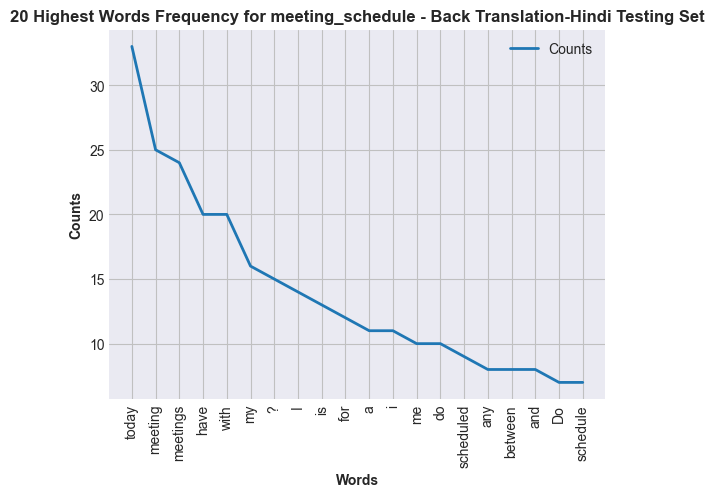 20 Highest Words Frequency for meeting_schedule - Back Translation-Hindi Testing Set
Counts
30
25
20
15
10
Counts
today
meeting
meetings
have
with
my
?
I
is
for
a
i
me
do
scheduled
any
between
and
Do
schedule
Words